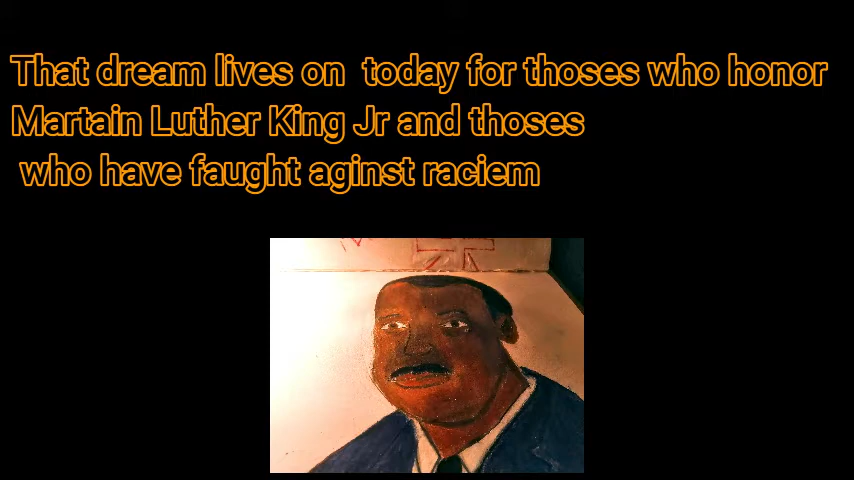 That dream lives on today for thoses who honor
Martain Luther King Jr and thoses
who have faught aginst raciem